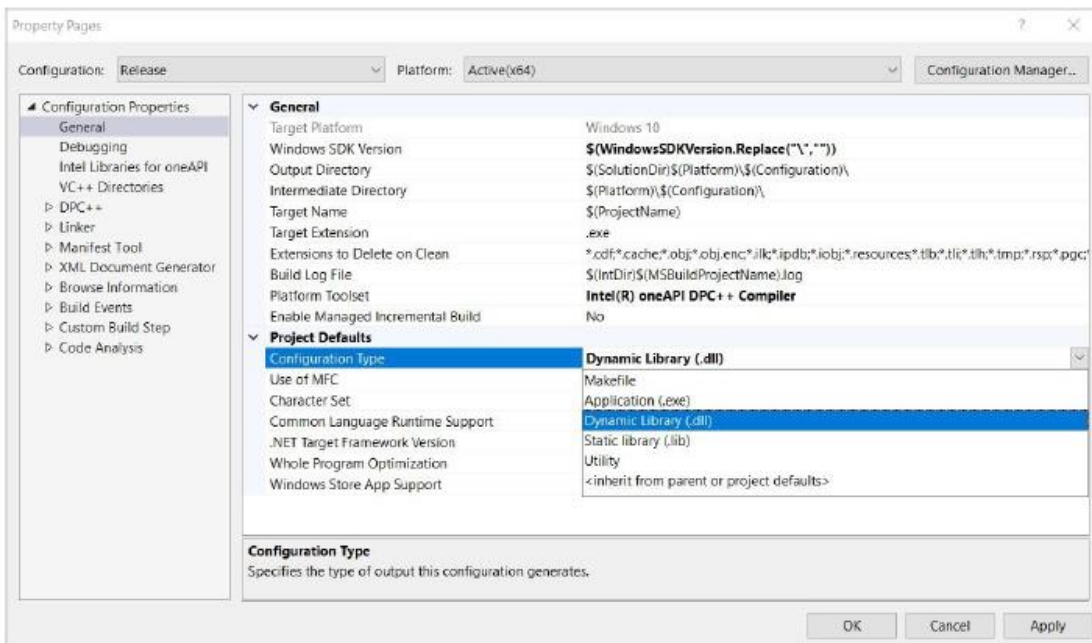 Property Pages
? ×
Configuration: Release Platform: Active(x64) Configuration Manager...
Configuration Properties
General
Debugging
Intel Libraries for oneAPI
VC++ Directories
DPC++
Linker
Manifest Tool
XML Document Generator
Browse Information
Build Events
Custom Build Step
Code Analysis
General
Target Platform Windows 10
Windows SDK Version $(WindowsSDKVersion.Replace("\",""))
Output Directory $(SolutionDir)$(Platform)\$(Configuration)\
Intermediate Directory $(Platform)\$(Configuration)\
Target Name $(ProjectName)
Target Extension .exe
Extensions to Delete on Clean *.cdf;*.cache;*.obj;*.obj.enc;*.ilk;*.ipdb;*.iobj;*.resources;*.tlb;*.tli;*.tlh;*.tmp;*.rsp;*.pgc;*
Build Log File $(IntDir)$(MSBuildProjectName).log
Platform Toolset Intel(R) oneAPI DPC++ Compiler
Enable Managed Incremental Build No
Project Defaults
Configuration Type Dynamic Library (.dll)
Use of MFC Makefile
Character Set Application (.exe)
Common Language Runtime Support Dynamic Library (.dll)
.NET Target Framework Version Static library (.lib)
Whole Program Optimization Utility
Windows Store App Support <inherit from parent or project defaults>
Configuration Type
Specifies the type of output this configuration generates.
OK Cancel Apply